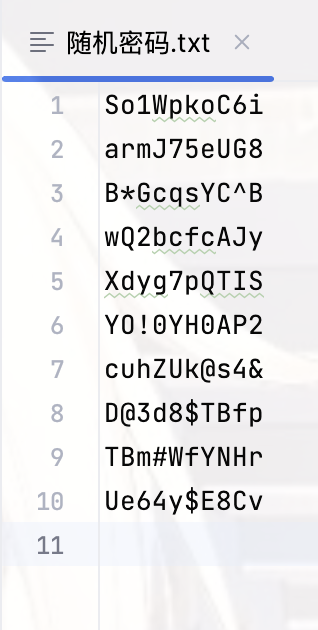 随机密码.txt
1 So1WpkoC6i
2 armJ75eUG8
3 B*GcqsYC^B
4 wQ2bcfcAJy
5 Xdyg7pQTIS
6 YO!0YH0AP2
7 cuhZUk@s4&
8 D@3d8$TBfp
9 TBm#WfYNHr
10 Ue64y$E8Cv
11